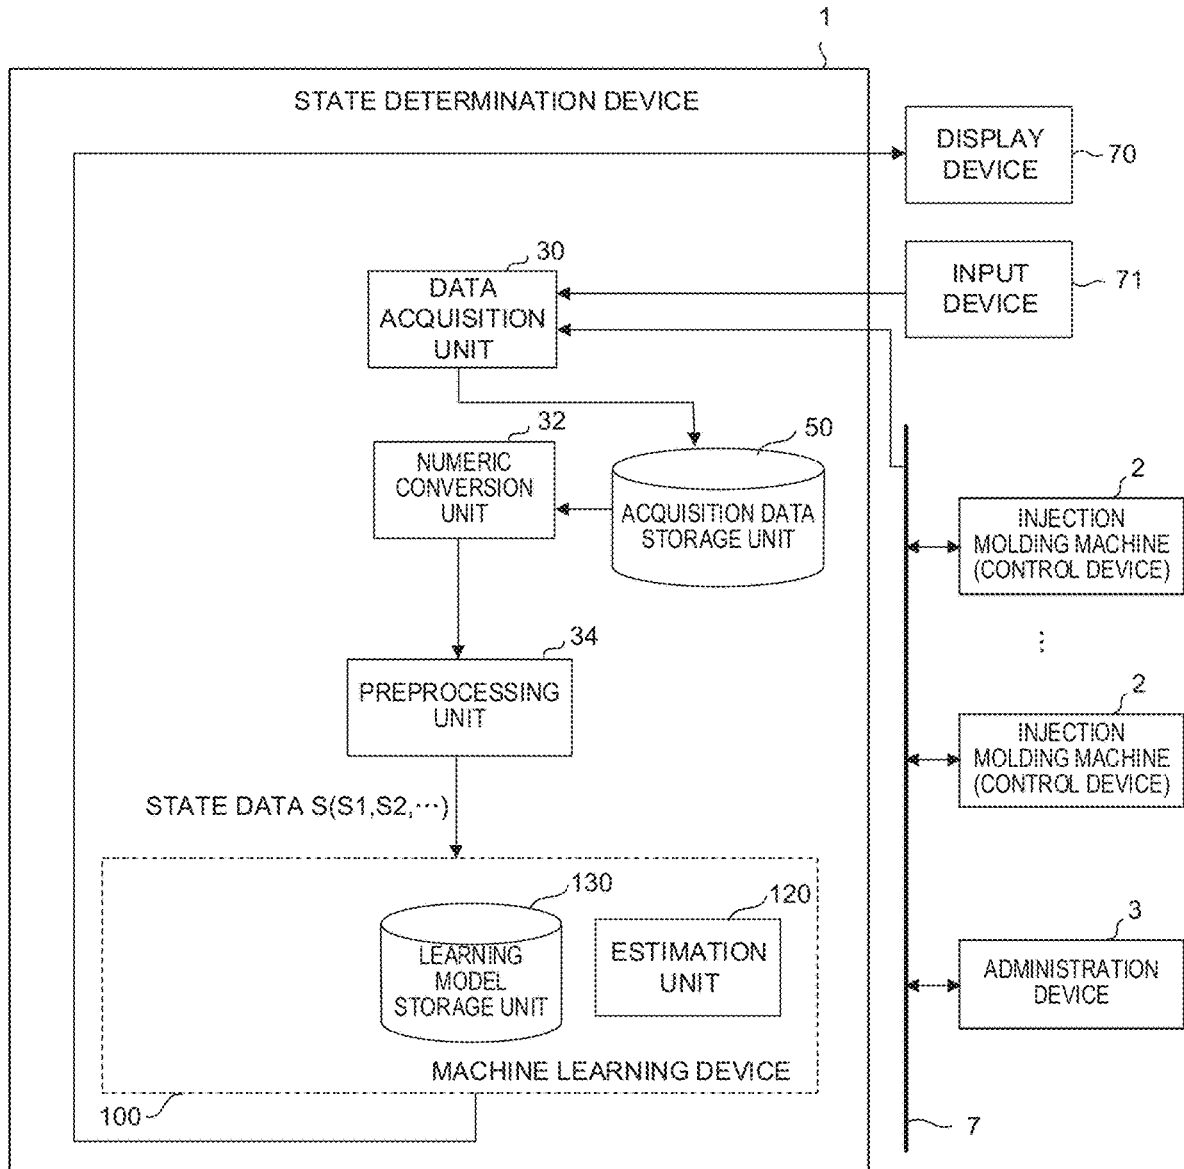 1
STATE DETERMINATION DEVICE
DISPLAY
DEVICE
70
30
DATA
ACQUISITION
UNIT
INPUT
DEVICE
71
32
NUMERIC
CONVERSION
UNIT
50
ACQUISITION DATA
STORAGE UNIT
2
INJECTION
MOLDING MACHINE
(CONTROL DEVICE)
⋮
34
PREPROCESSING
UNIT
2
INJECTION
MOLDING MACHINE
(CONTROL DEVICE)
STATE DATA S(S1,S2,⋯)
130
LEARNING
MODEL
STORAGE UNIT
120
ESTIMATION
UNIT
3
ADMINISTRATION
DEVICE
MACHINE LEARNING DEVICE
100
7